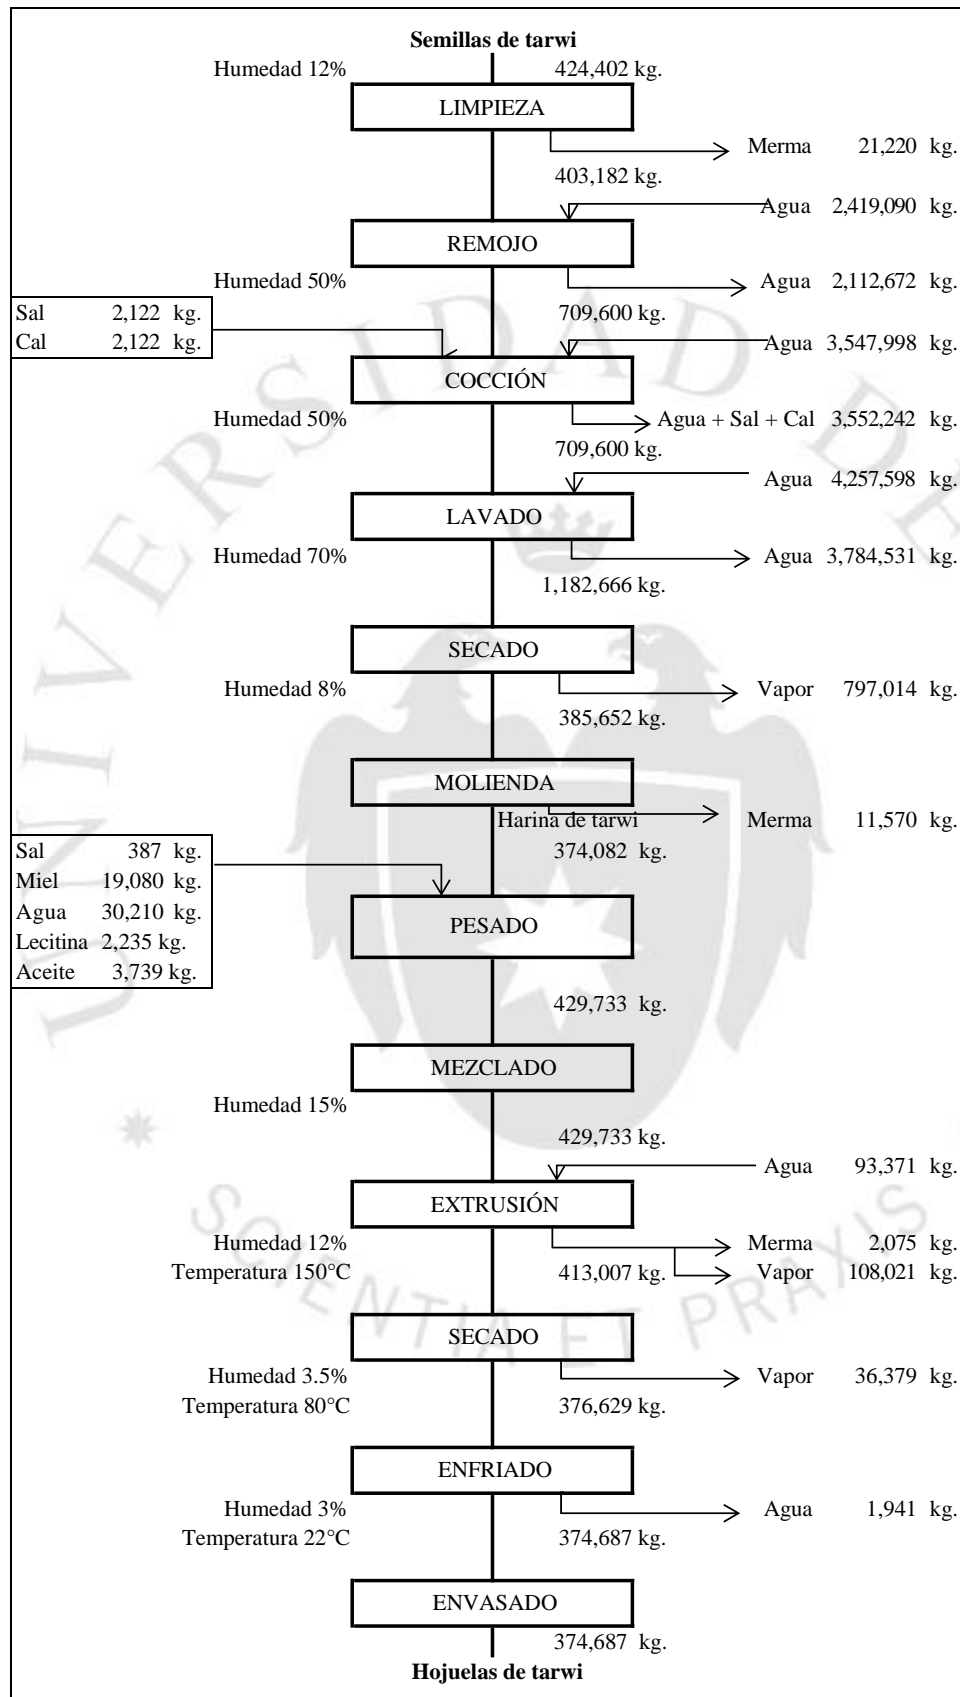 Semillas de tarwi
Humedad 12% 424,402 kg.
LIMPIEZA
Merma 21,220 kg.
403,182 kg.
Agua 2,419,090 kg.
REMOJO
Humedad 50% Agua 2,112,672 kg.
Sal 2,122 kg. 709,600 kg.
Cal 2,122 kg. Agua 3,547,998 kg.
COCCIÓN
Humedad 50% Agua + Sal + Cal 3,552,242 kg.
709,600 kg.
Agua 4,257,598 kg.
LAVADO
Humedad 70% Agua 3,784,531 kg.
1,182,666 kg.
SECADO
Humedad 8% Vapor 797,014 kg.
385,652 kg.
MOLIENDA
Harina de tarwi Merma 11,570 kg.
Sal 387 kg. 374,082 kg.
Miel 19,080 kg.
Agua 30,210 kg.
PESADO
Lecitina 2,235 kg.
Aceite 3,739 kg.
429,733 kg.
MEZCLADO
Humedad 15%
429,733 kg.
Agua 93,371 kg.
EXTRUSIÓN
Humedad 12% Merma 2,075 kg.
Temperatura 150°C 413,007 kg. Vapor 108,021 kg.
SECADO
Humedad 3.5% Vapor 36,379 kg.
Temperatura 80°C 376,629 kg.
ENFRIADO
Humedad 3% Agua 1,941 kg.
Temperatura 22°C 374,687 kg.
ENVASADO
374,687 kg.
Hojuelas de tarwi
UNIVERSIDAD DE
SCIENTIA ET PRAXIS